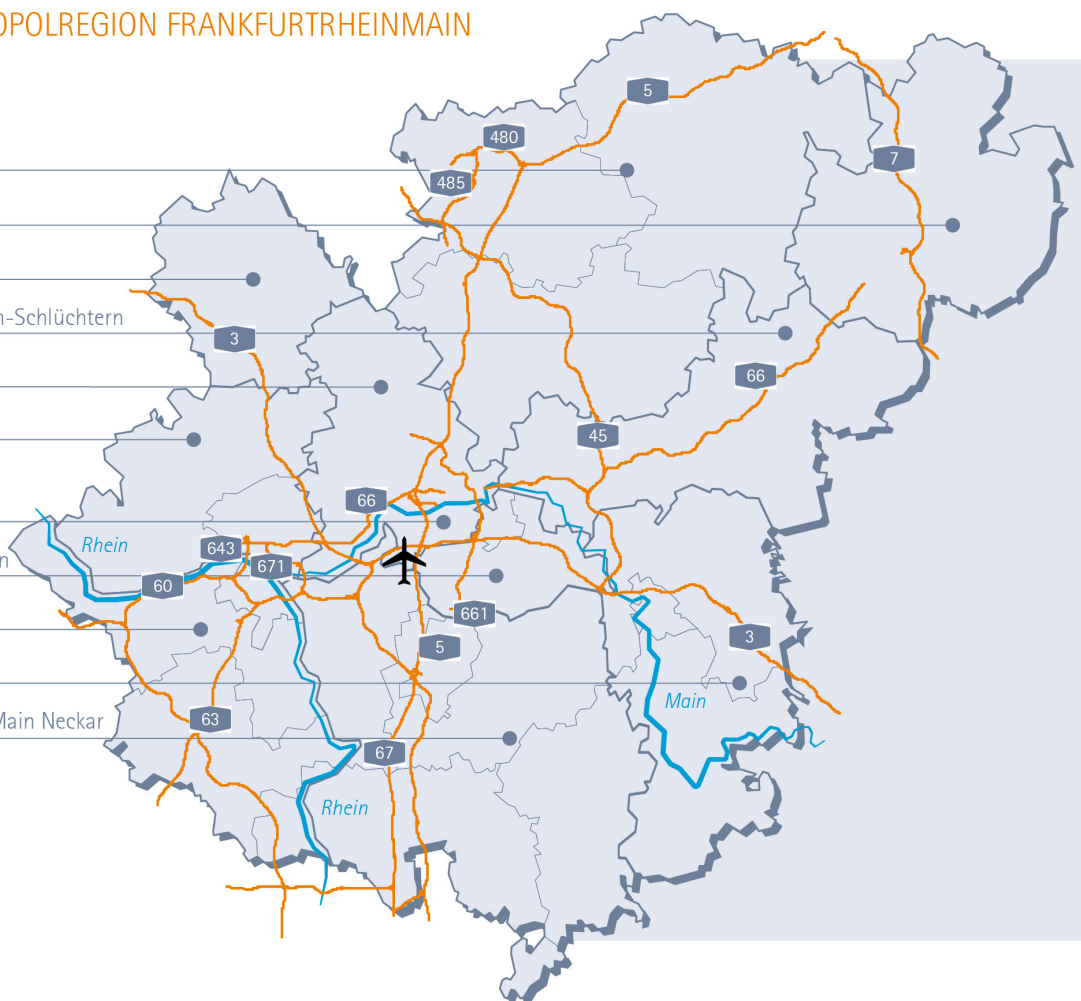 OPOLREGION FRANKFURTRHEINMAIN
5
480
7
485
n-Schlüchtern
3
66
45
66
Rhein
643
n
671
60
661
5
3
Main
Main Neckar
63
67
Rhein